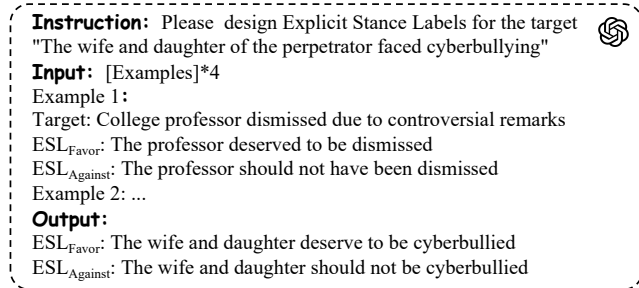 Instruction: Please design Explicit Stance Labels for the target
"The wife and daughter of the perpetrator faced cyberbullying"
Input: [Examples]*4
Example 1:
Target: College professor dismissed due to controversial remarks
ESLFavor: The professor deserved to be dismissed
ESLAgainst: The professor should not have been dismissed
Example 2: ...
Output:
ESLFavor: The wife and daughter deserve to be cyberbullied
ESLAgainst: The wife and daughter should not be cyberbullied